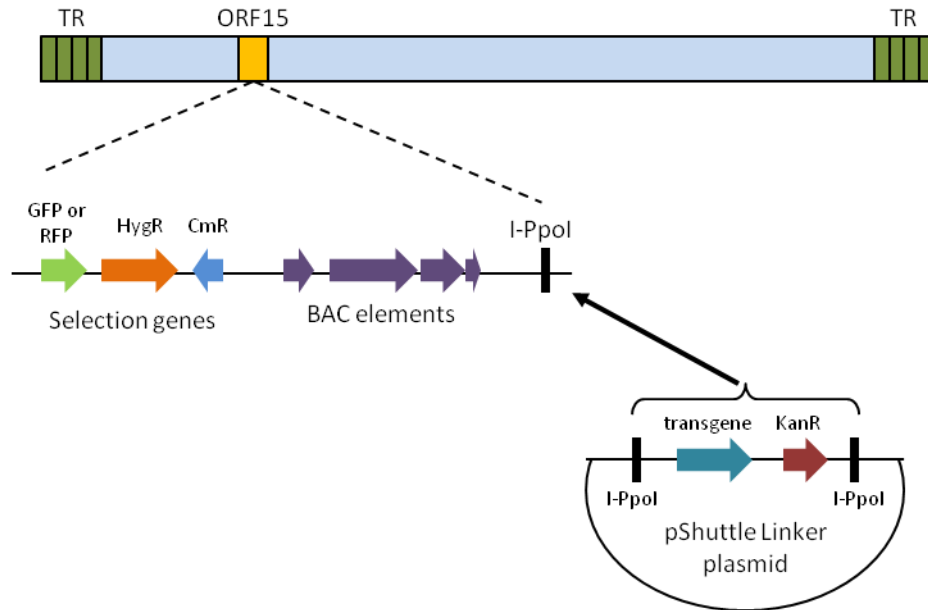 TR
ORF15
TR
GFP or
RFP
HygR
CmR
I-PpoI
Selection genes
BAC elements
transgene
KanR
I-PpoI
I-PpoI
pShuttle Linker
plasmid